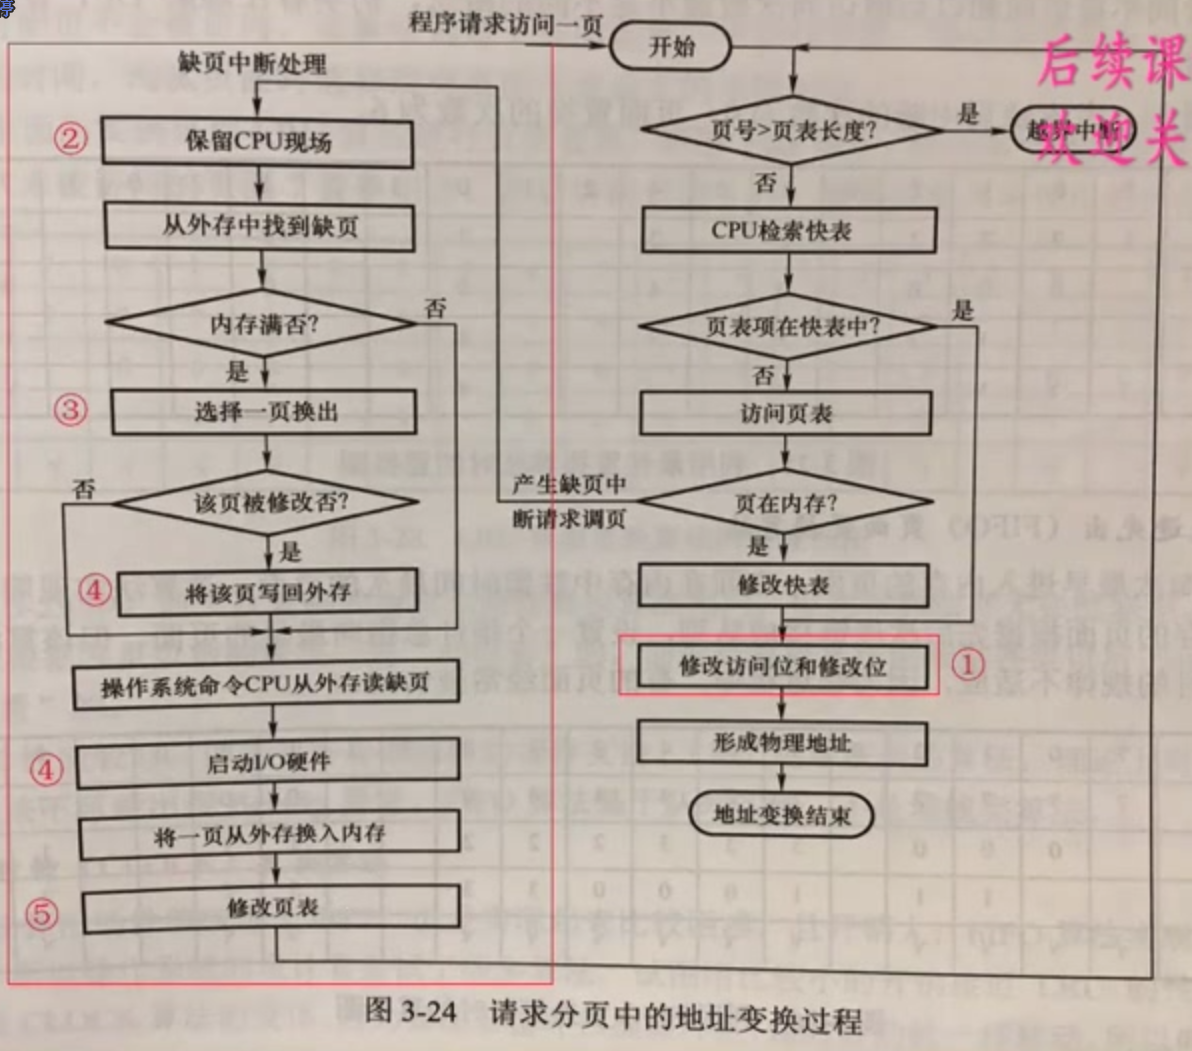 停
程序请求访问一页
开始
后续课
欢迎关
缺页中断处理
②
保留CPU现场
从外存中找到缺页
内存满否?
否
是
③
选择一页换出
该页被修改否?
否
是
④
将该页写回外存
操作系统命令CPU从外存读缺页
④
启动I/O硬件
将一页从外存换入内存
⑤
修改页表
页号>页表长度?
是
越界中断
否
CPU检索快表
页表项在快表中?
是
否
访问页表
产生缺页中
断请求调页
页在内存?
是
修改快表
修改访问位和修改位
①
形成物理地址
地址变换结束
图 3-24 请求分页中的地址变换过程